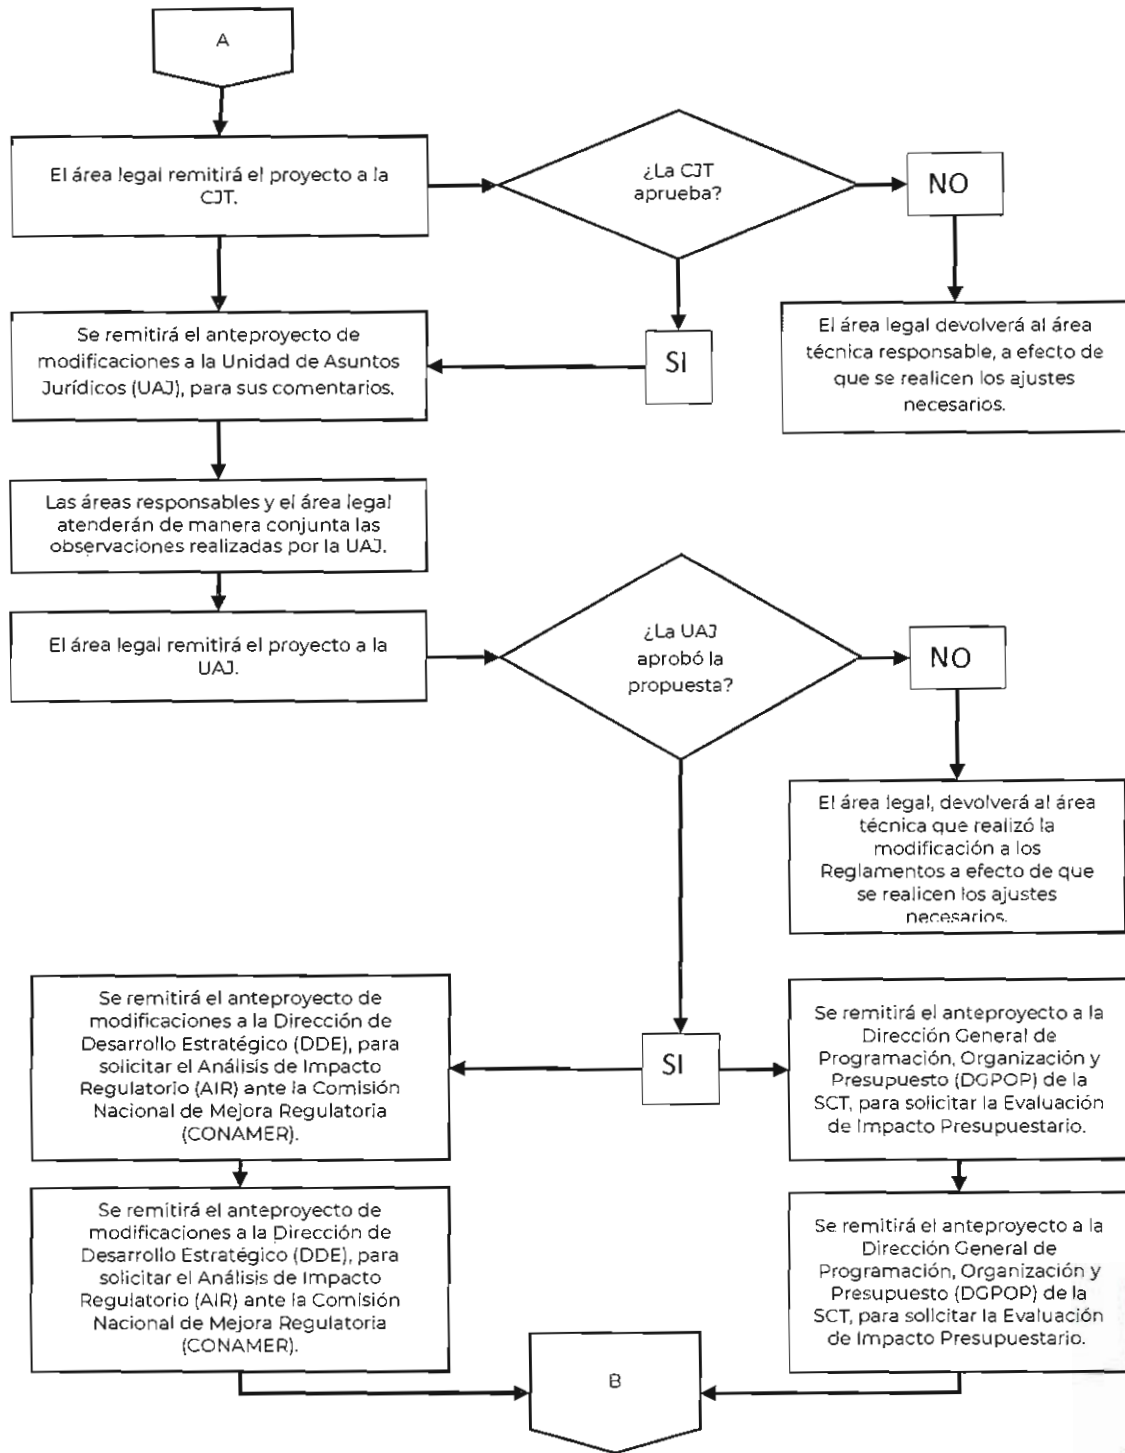 A
El área legal remitirá el proyecto a la
CJT.
¿La CJT
aprueba?
NO
Se remitirá el anteproyecto de
modificaciones a la Unidad de Asuntos
Jurídicos (UAJ), para sus comentarios.
SI
El área legal devolverá al área
técnica responsable, a efecto de
que se realicen los ajustes
necesarios.
Las áreas responsables y el área legal
atenderán de manera conjunta las
observaciones realizadas por la UAJ.
El área legal remitirá el proyecto a la
UAJ.
¿La UAJ
aprobó la
propuesta?
NO
El área legal, devolverá al área
técnica que realizó la
modificación a los
Reglamentos a efecto de que
se realicen los ajustes
necesarios.
Se remitirá el anteproyecto de
modificaciones a la Dirección de
Desarrollo Estratégico (DDE), para
solicitar el Análisis de Impacto
Regulatorio (AIR) ante la Comisión
Nacional de Mejora Regulatoria
(CONAMER).
SI
Se remitirá el anteproyecto a la
Dirección General de
Programación, Organización y
Presupuesto (DGPOP) de la
SCT, para solicitar la Evaluación
de Impacto Presupuestario.
Se remitirá el anteproyecto de
modificaciones a la Dirección de
Desarrollo Estratégico (DDE), para
solicitar el Análisis de Impacto
Regulatorio (AIR) ante la Comisión
Nacional de Mejora Regulatoria
(CONAMER).
Se remitirá el anteproyecto a la
Dirección General de
Programación, Organización y
Presupuesto (DGPOP) de la
SCT, para solicitar la Evaluación
de Impacto Presupuestario.
B